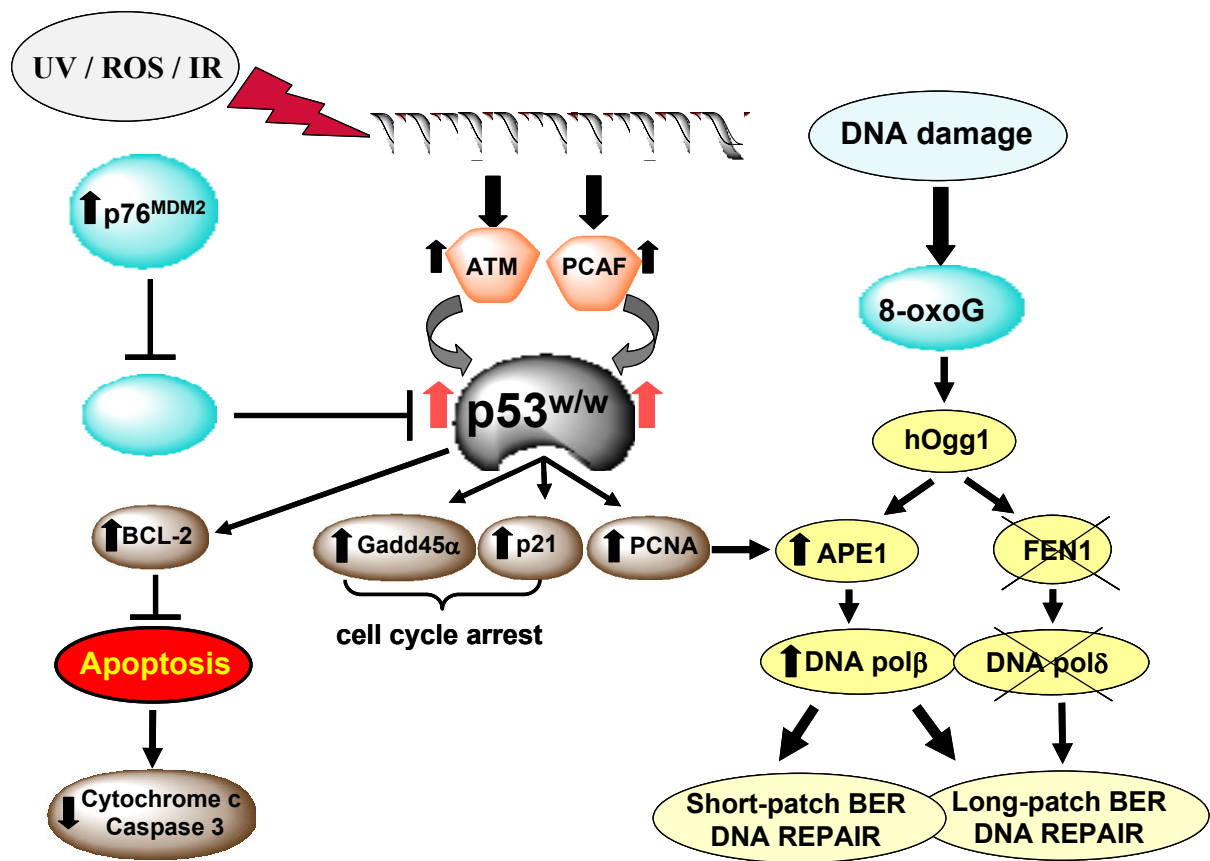 UV / ROS / IR
DNA damage
p76MDM2
ATM
PCAF
8-oxoG
p53w/w
hOgg1
BCL-2
Gadd45α
p21
PCNA
APE1
FEN1
cell cycle arrest
Apoptosis
DNA polβ
DNA polδ
Cytochrome c
Caspase 3
Short-patch BER
DNA REPAIR
Long-patch BER
DNA REPAIR